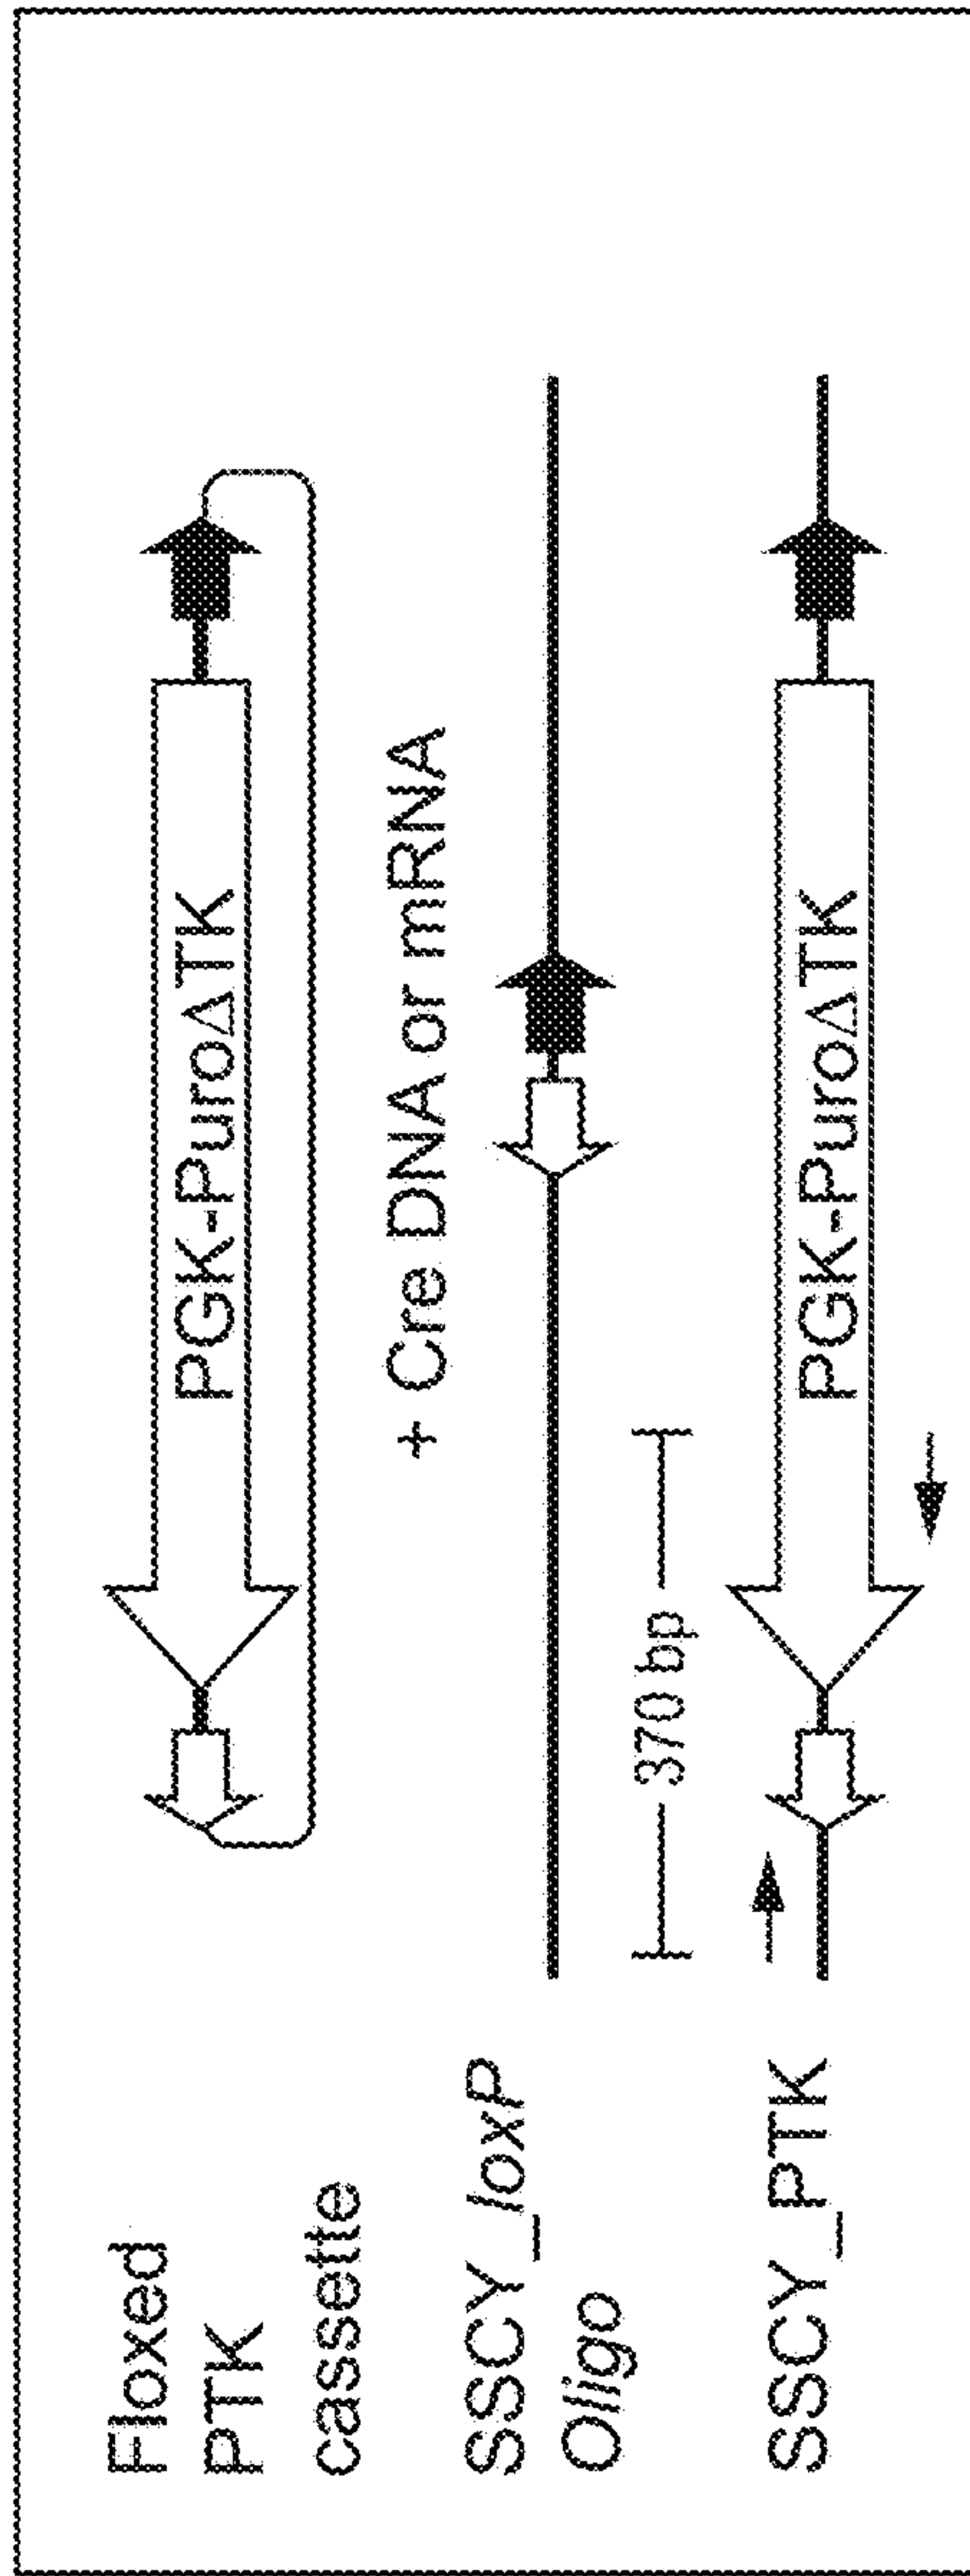 Floxed
PTK
cassette
PGK-PuroΔTK
+ Cre DNA or mRNA
SSCY_loxP
Oligo
370 bp
SSCY_PTK
PGK-PuroΔTK